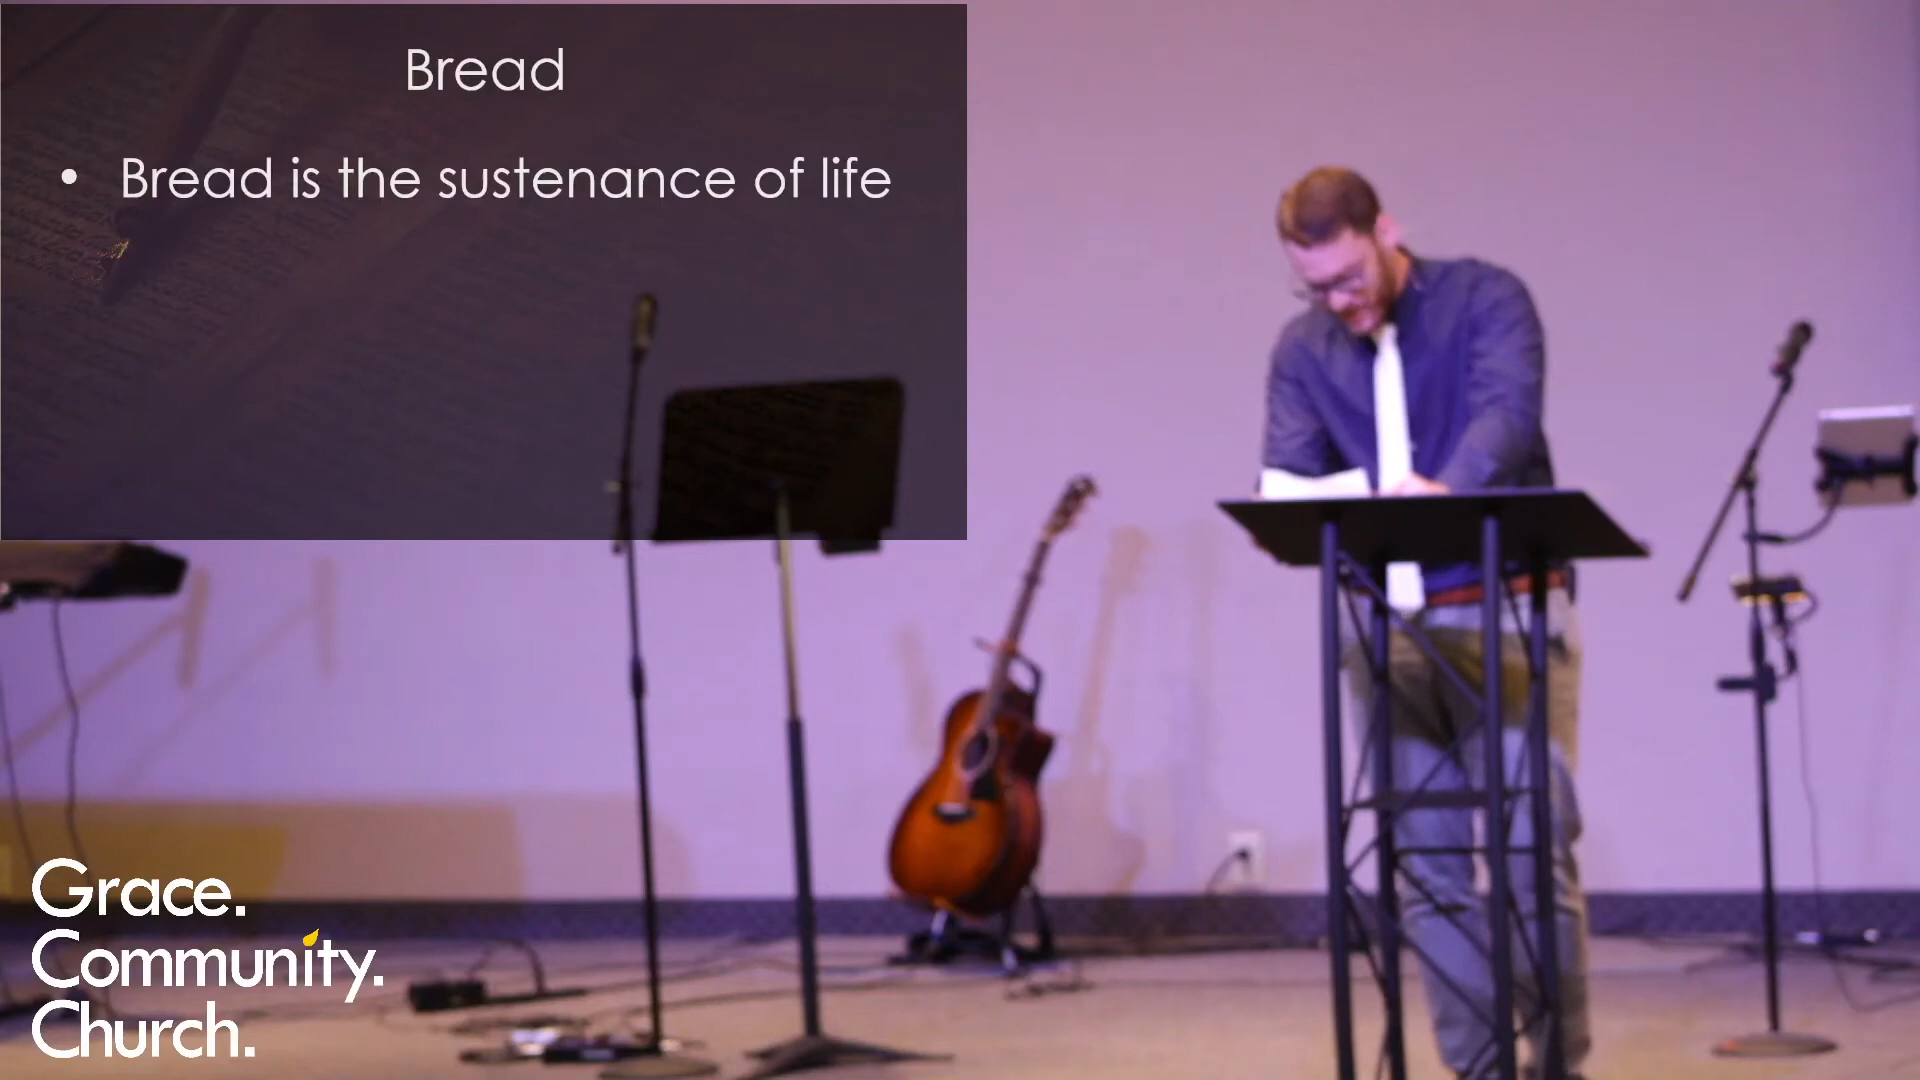 Bread
• Bread is the sustenance of life
Grace.
Community.
Church.